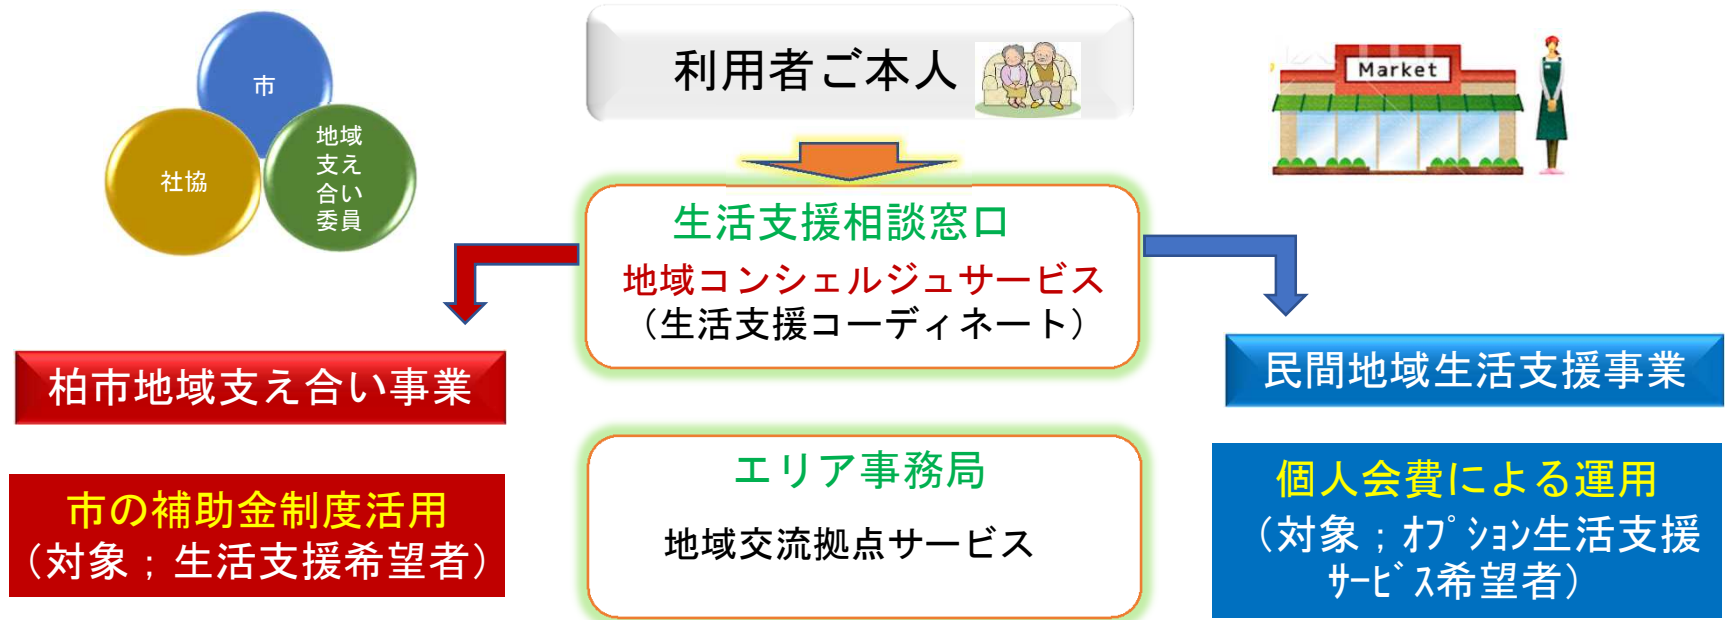 市
社協
地域
支え
合い
委員
利用者ご本人
Market
生活支援相談窓口
地域コンシェルジュサービス
（生活支援コーディネート）
柏市地域支え合い事業
市の補助金制度活用
（対象；生活支援希望者）
エリア事務局
地域交流拠点サービス
民間地域生活支援事業
個人会費による運用
（対象；ｵﾌﾟｼｮﾝ生活支援
ｻｰﾋﾞｽ希望者）